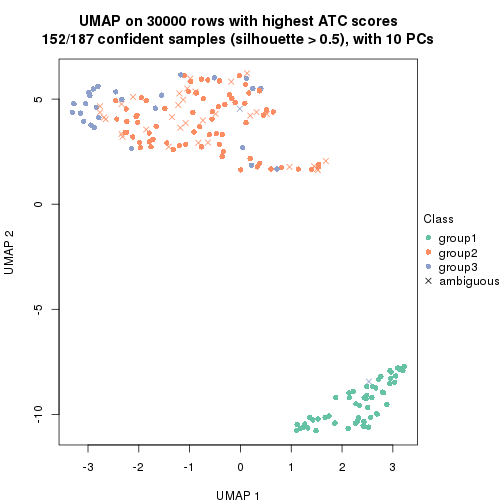 UMAP on 30000 rows with highest ATC scores
152/187 confident samples (silhouette > 0.5), with 10 PCs
5
0
-5
-10
UMAP 2
-3
-2
-1
0
1
2
3
UMAP 1
Class
group1
group2
group3
ambiguous